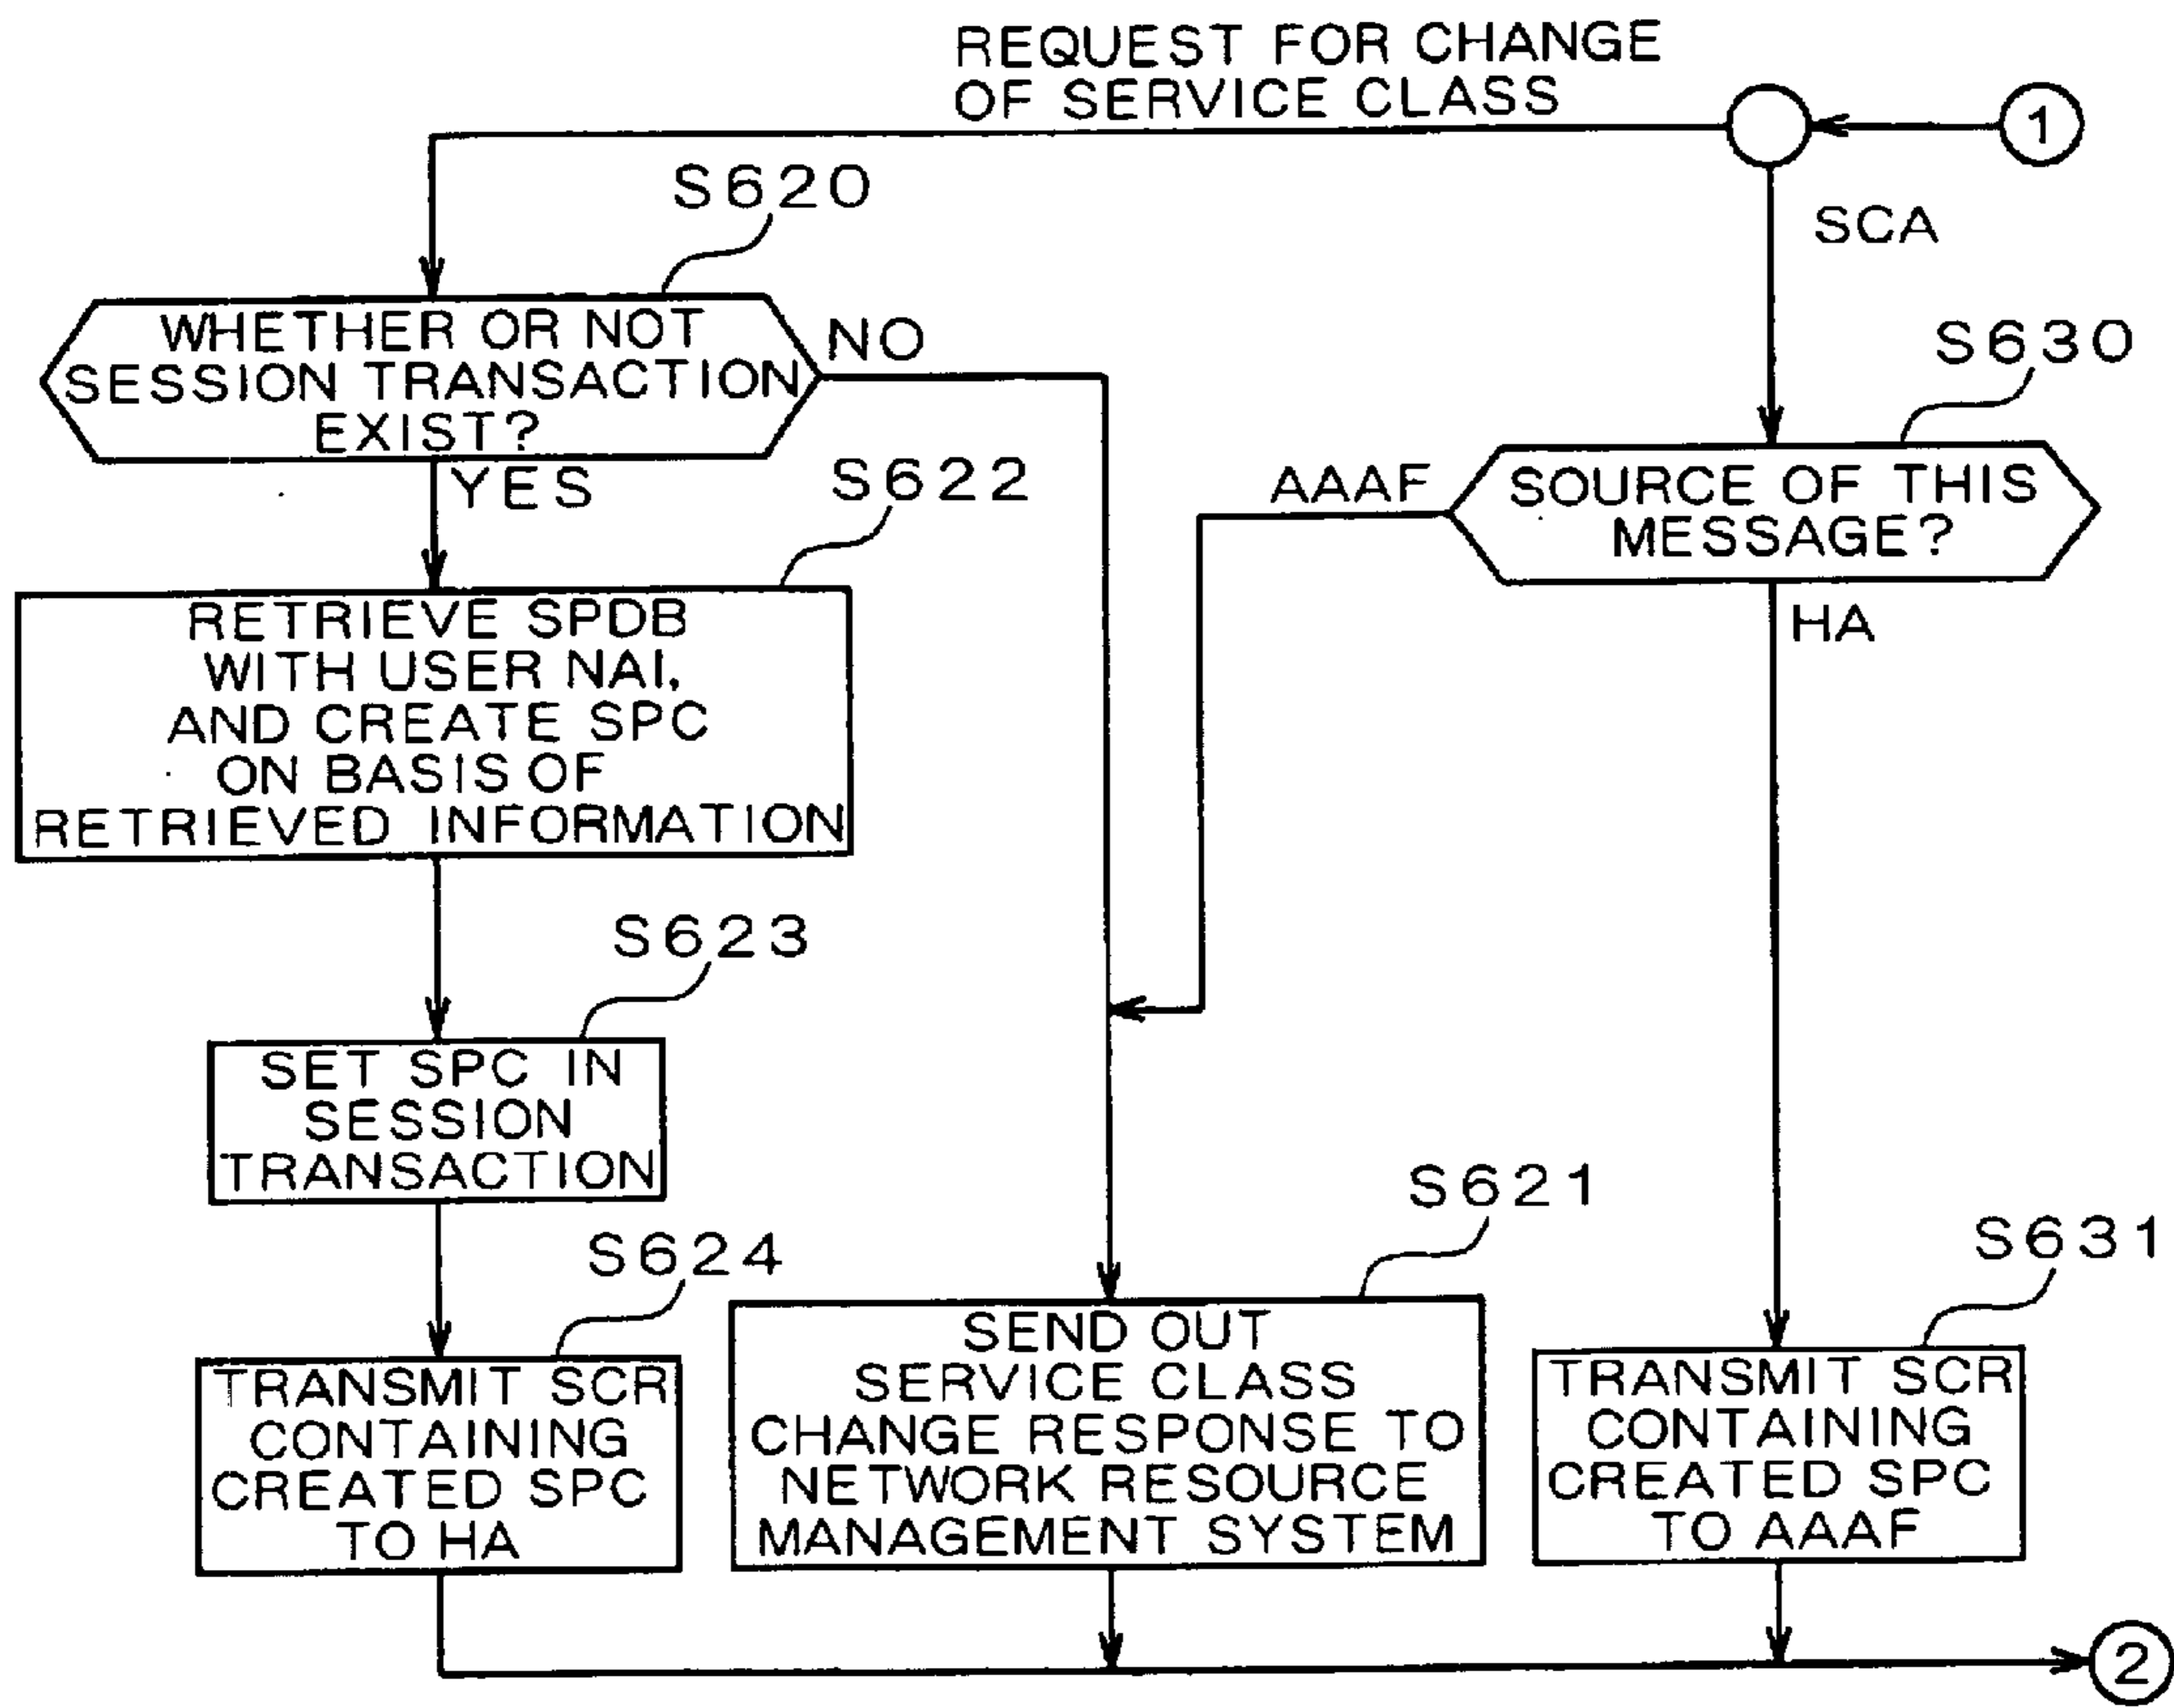 REQUEST FOR CHANGE
OF SERVICE CLASS
1
S620
SCA
WHETHER OR NOT
SESSION TRANSACTION
EXIST?
NO
YES
S630
SOURCE OF THIS
MESSAGE?
AAAF
HA
S622
RETRIEVE SPDB
WITH USER NAI,
AND CREATE SPC
ON BASIS OF
RETRIEVED INFORMATION
S623
SET SPC IN
SESSION
TRANSACTION
S624
TRANSMIT SCR
CONTAINING
CREATED SPC
TO HA
S621
SEND OUT
SERVICE CLASS
CHANGE RESPONSE TO
NETWORK RESOURCE
MANAGEMENT SYSTEM
S631
TRANSMIT SCR
CONTAINING
CREATED SPC
TO AAAF
2